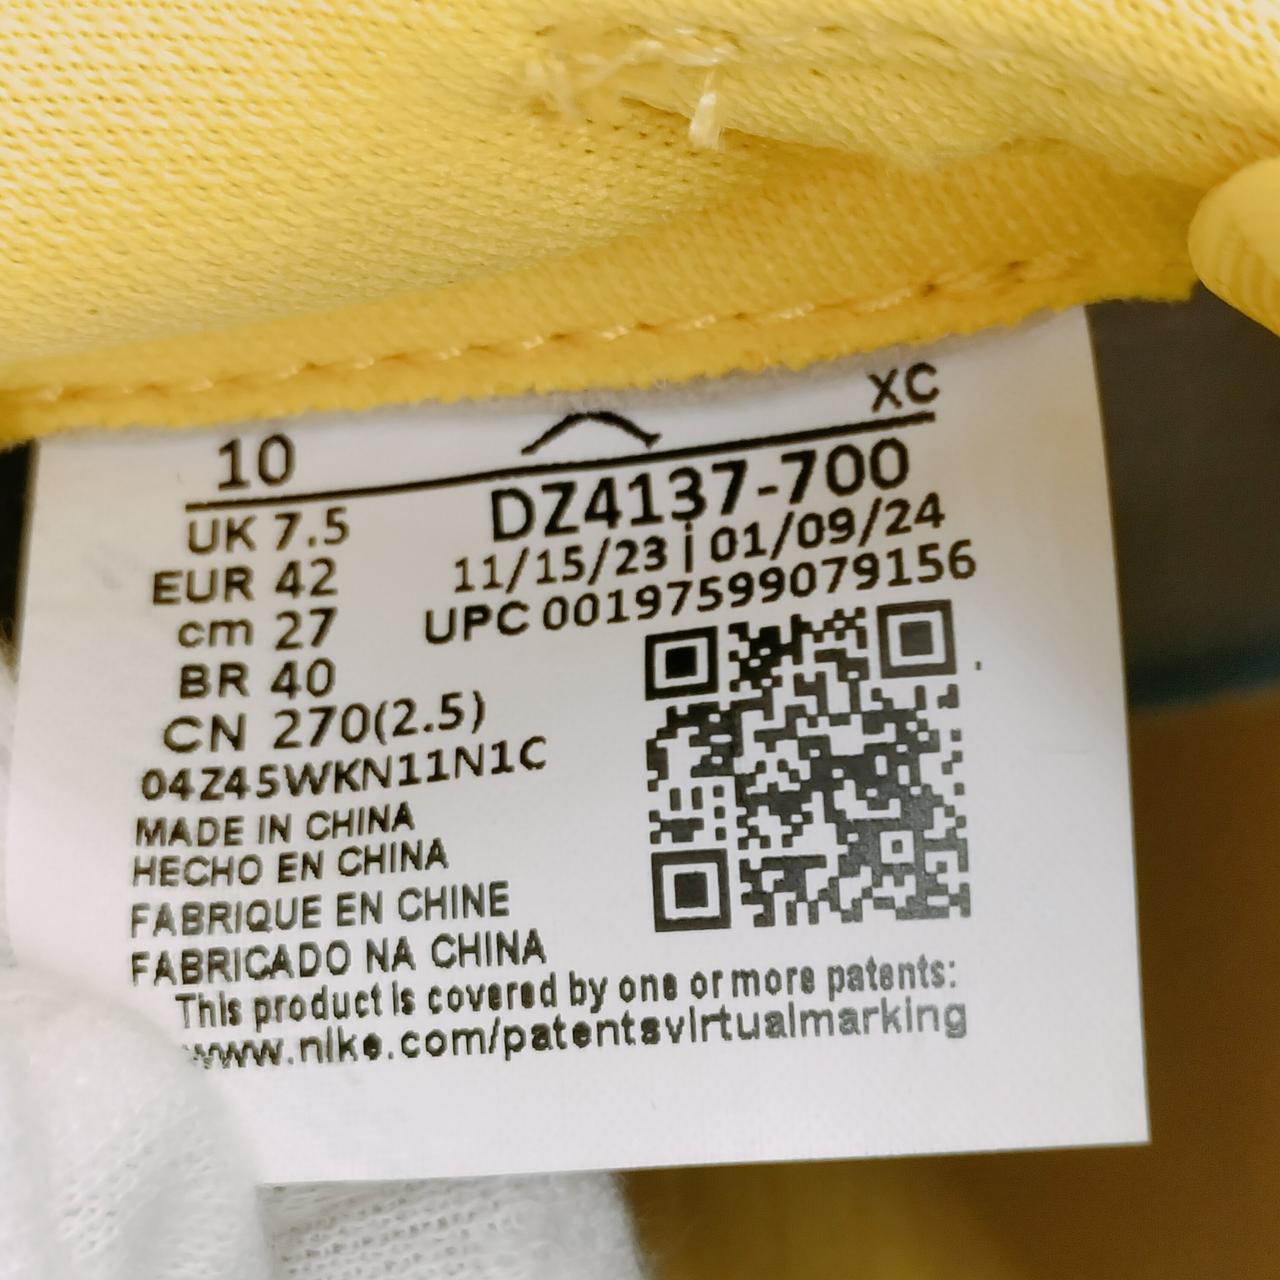 10 XC
UK 7.5 DZ4137-700
EUR 42 11/15/23 | 01/09/24
cm 27 UPC 00197599079156
BR 40
CN 270(2.5)
04Z45WKN11N1C
MADE IN CHINA
HECHO EN CHINA
FABRIQUE EN CHINE
FABRICADO NA CHINA
This product is covered by one or more patents:
www.nike.com/patentsvirtualmarking